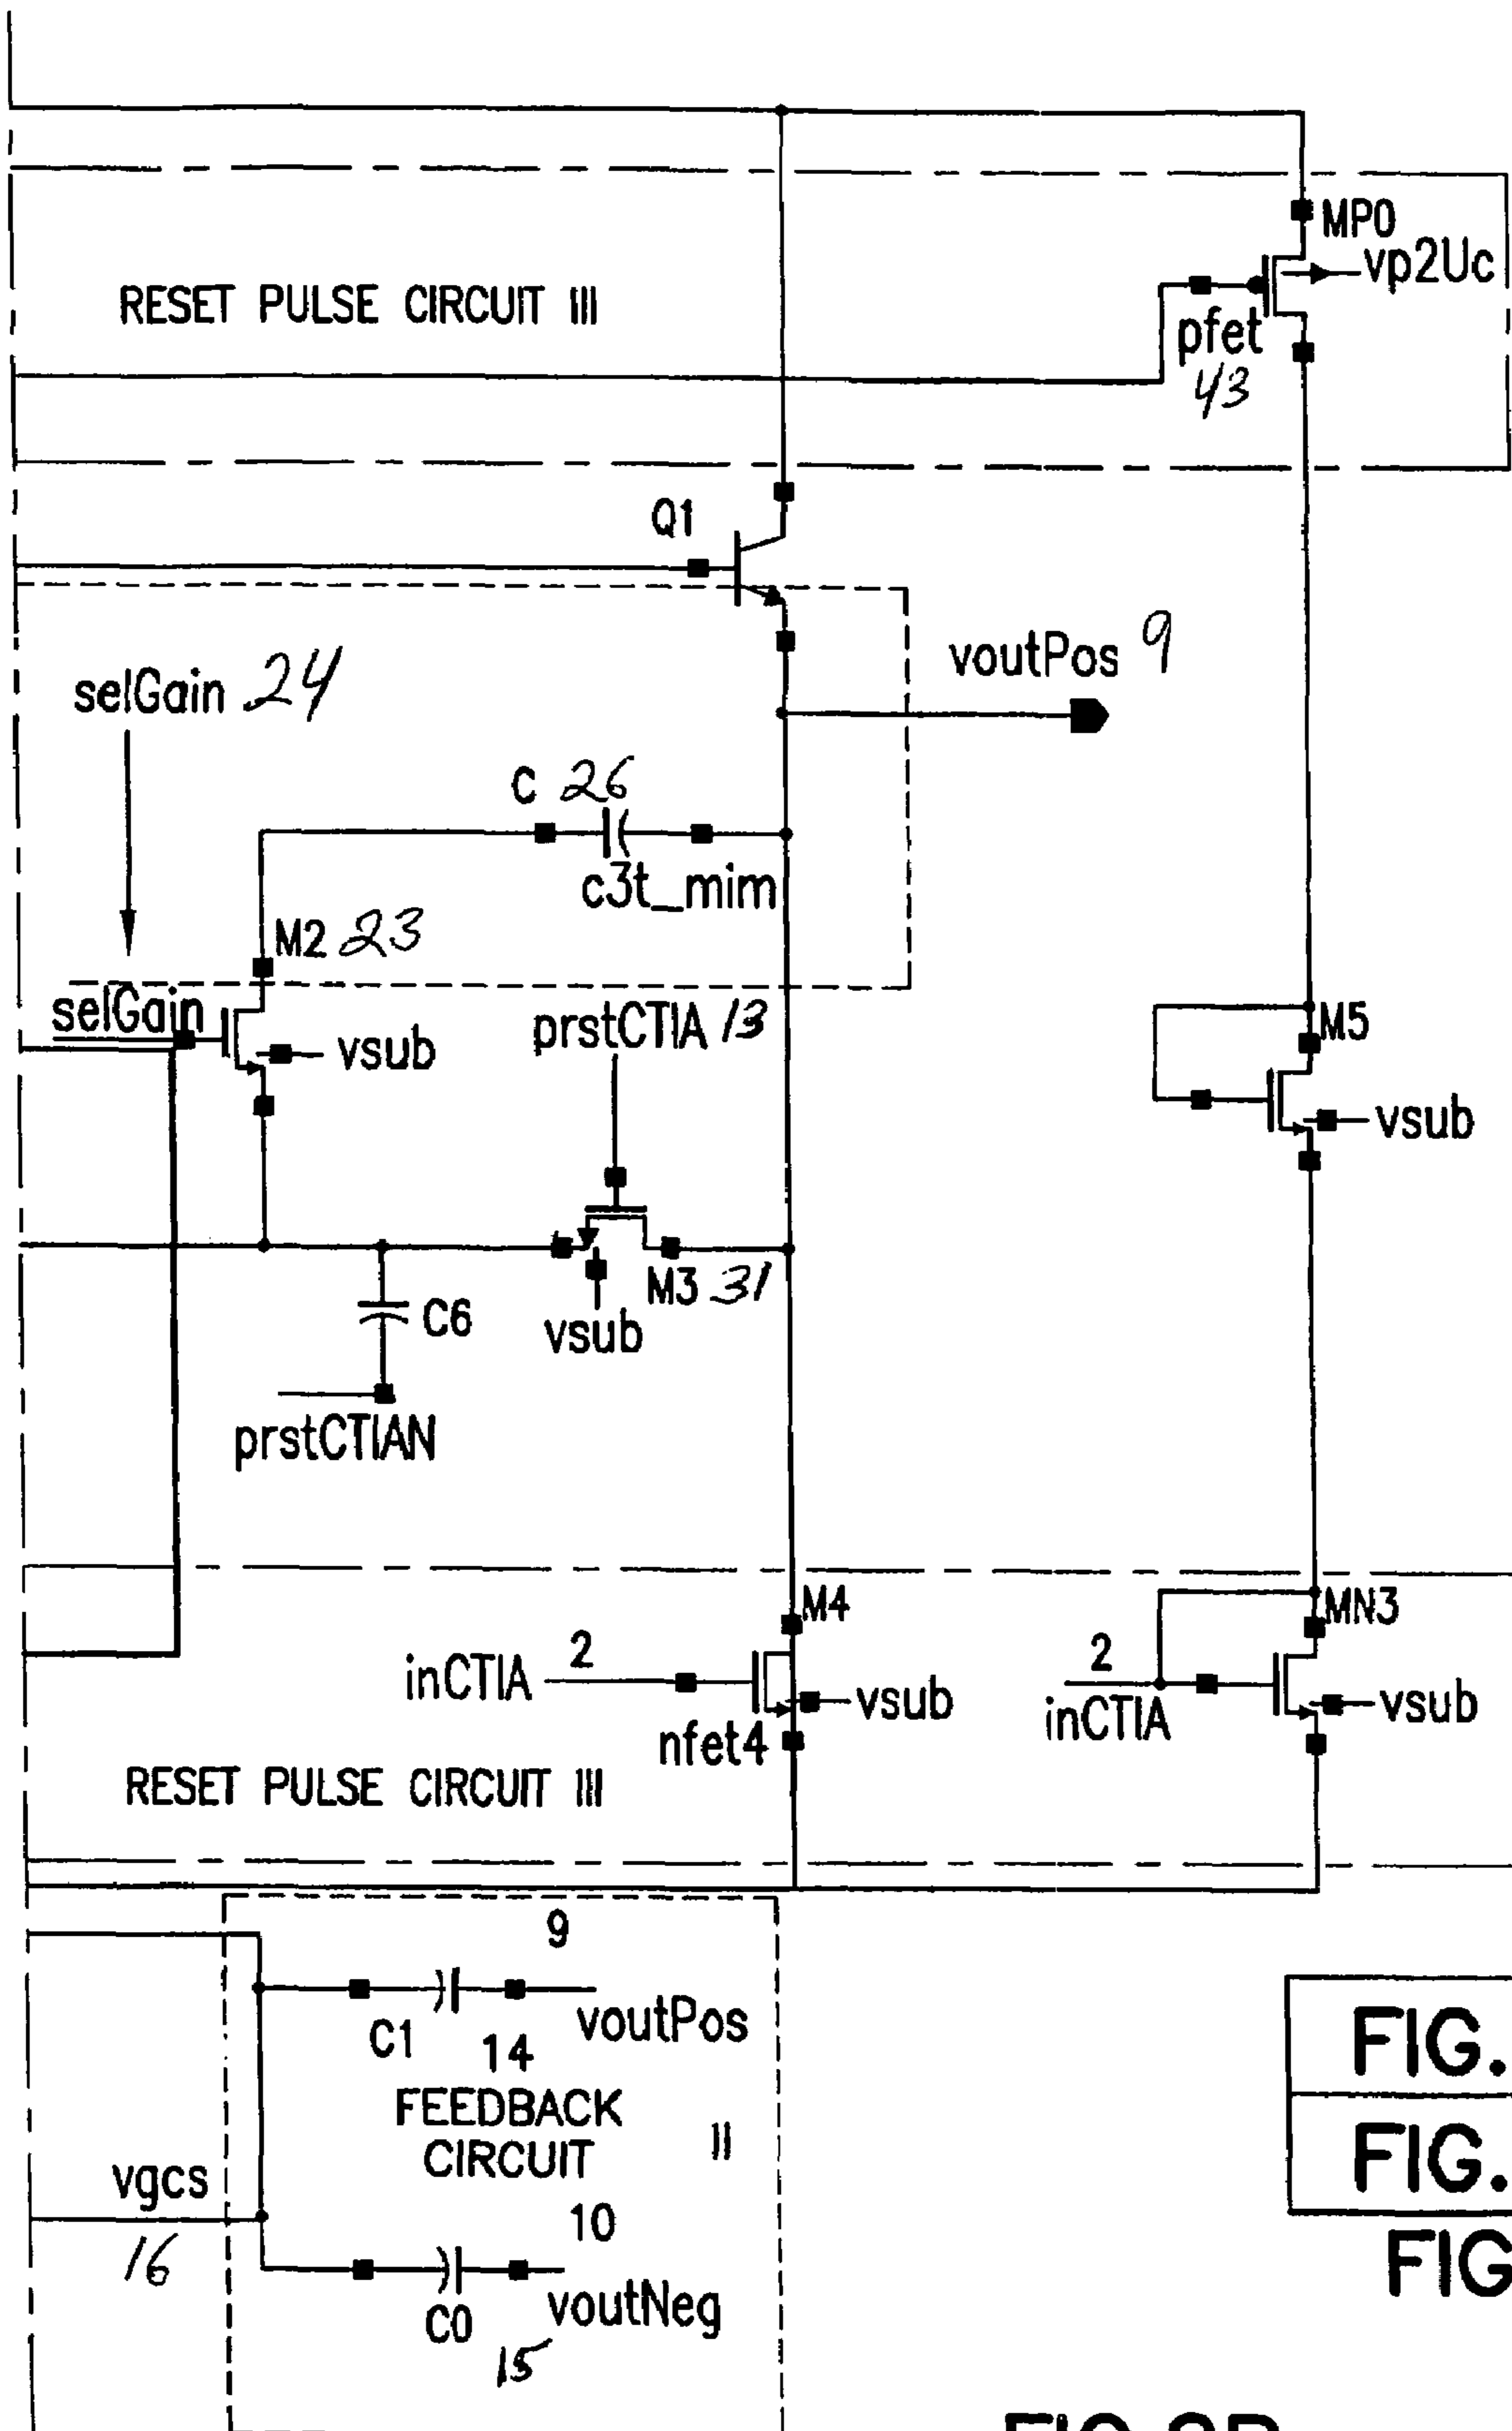 MP0
vp2Uc
RESET PULSE CIRCUIT III
pfet
43
Q1
voutPos 9
selGain 24
C 26
c3t_mim
M2 23
selGain
prstCTIA 13
vsub
M5
vsub
M3 31
C6
vsub
prstCTIAN
M4
MN3
2
inCTIA
vsub
2
inCTIA
vsub
nfet4
RESET PULSE CIRCUIT III
9
voutPos
C1
14
FEEDBACK
CIRCUIT
II
vgcs
16
10
voutNeg
C0
15
FIG.
FIG.
FIG